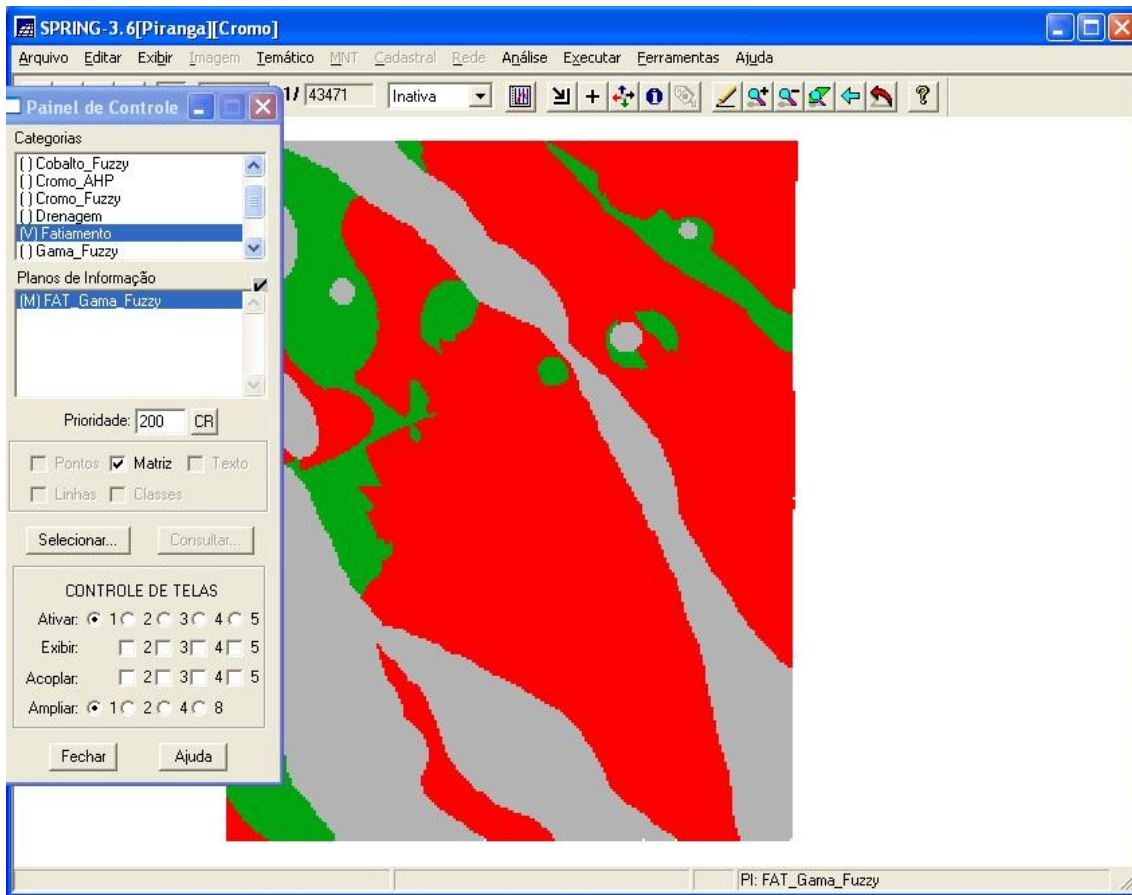 SPRING-3.6[Piranga][Cromo]
Arquivo Editar Exibir Imagem Temático MNT Cadastral Rede Análise Executar Ferramentas Ajuda
1/ 43471 Inativa
Painel de Controle
Categorias
( ) Cobalto_Fuzzy
( ) Cromo_AHP
( ) Cromo_Fuzzy
( ) Drenagem
(V) Fatiamento
( ) Gama_Fuzzy
Planos de Informação
(M) FAT_Gama_Fuzzy
Prioridade: 200 CR
Pontos Matriz Texto
Linhas Classes
Selecionar... Consultar...
CONTROLE DE TELAS
Ativar: 1 2 3 4 5
Exibir: 2 3 4 5
Acoplar: 2 3 4 5
Ampliar: 1 2 4 8
Fechar Ajuda
PI: FAT_Gama_Fuzzy